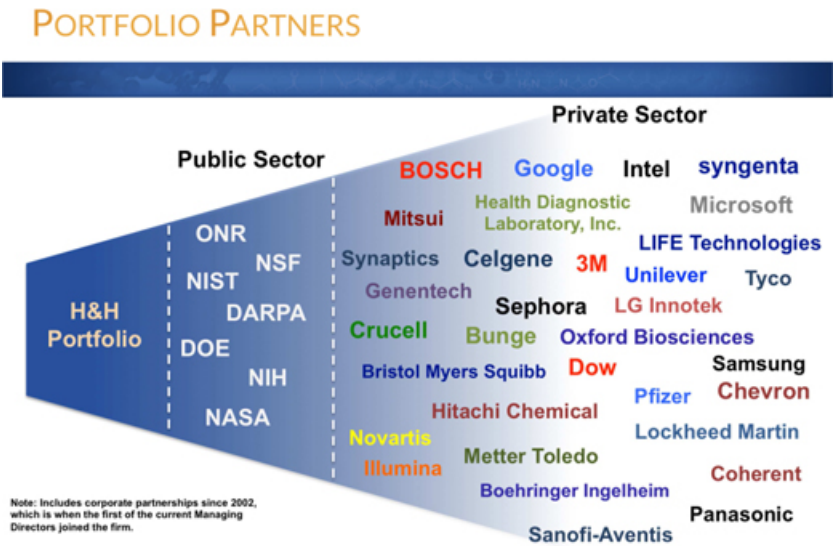 PORTFOLIO PARTNERS
Private Sector
Public Sector
BOSCH
Google
Intel
syngenta
Mitsui
Health Diagnostic
Laboratory, Inc.
Microsoft
ONR
LIFE Technologies
NSF
Synaptics
Celgene
3M
Unilever
Tyco
NIST
Genentech
Sephora
LG Innotek
H&H
Portfolio
DARPA
Crucell
Bunge
Oxford Biosciences
DOE
Samsung
Bristol Myers Squibb
Dow
NIH
Pfizer
Chevron
NASA
Hitachi Chemical
Novartis
Lockheed Martin
Metter Toledo
Illumina
Coherent
Boehringer Ingelheim
Panasonic
Sanofi-Aventis
Note: Includes corporate partnerships since 2002,
which is when the first of the current Managing
Directors joined the firm.